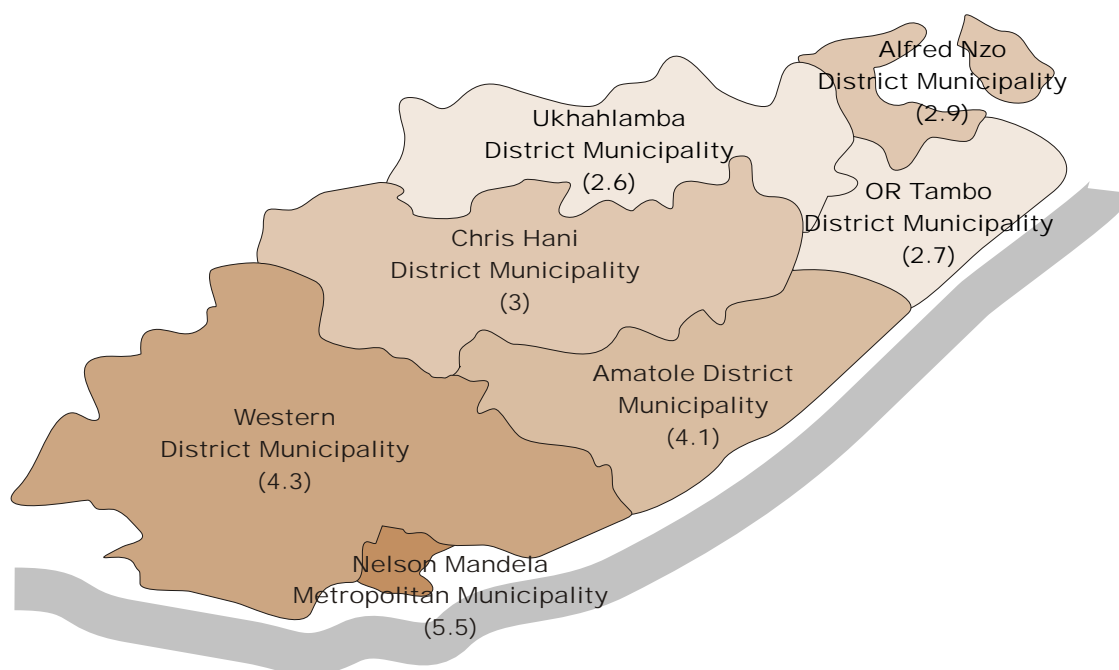 Alfred Nzo
District Municipality
(2.9)
Ukhahlamba
District Municipality
(2.6)
OR Tambo
District Municipality
(2.7)
Chris Hani
District Municipality
(3)
Amatole District
Municipality
(4.1)
Western
District Municipality
(4.3)
Nelson Mandela
Metropolitan Municipality
(5.5)